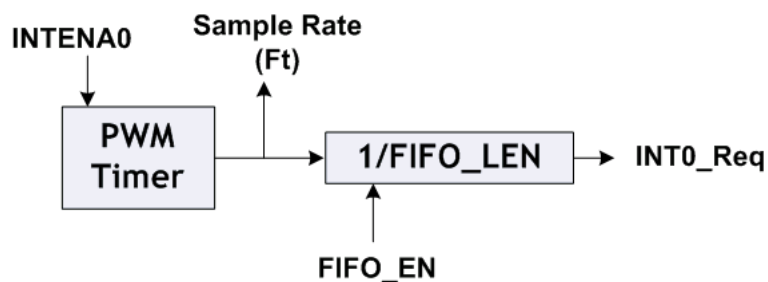 INTENA0
Sample Rate
(Ft)
PWM
Timer
1/FIFO_LEN
INT0_Req
FIFO_EN